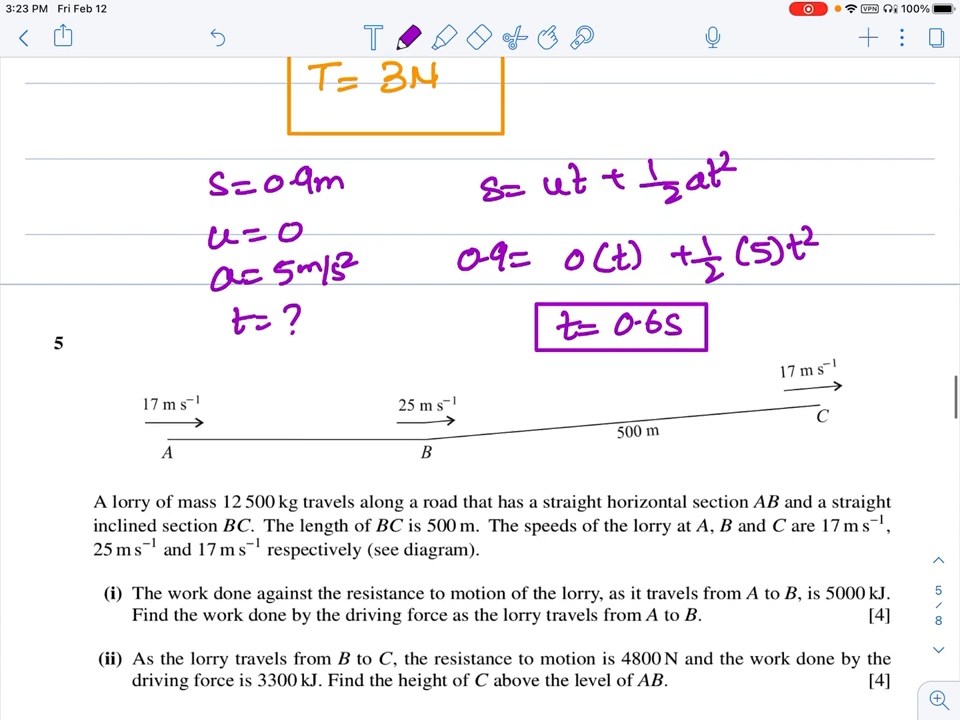 3:23 PM Fri Feb 12
VPN 100%
T
T = 3N
s = 0.9m
s = ut + 1/2 at²
u = 0
0.9 = 0(t) + 1/2 (5)t²
a = 5m/s²
t = ?
t = 0.6s
5
17 m s⁻¹
17 m s⁻¹
25 m s⁻¹
C
500 m
A
B
A lorry of mass 12 500 kg travels along a road that has a straight horizontal section AB and a straight
inclined section BC. The length of BC is 500 m. The speeds of the lorry at A, B and C are 17 m s⁻¹,
25 m s⁻¹ and 17 m s⁻¹ respectively (see diagram).
(i) The work done against the resistance to motion of the lorry, as it travels from A to B, is 5000 kJ.
Find the work done by the driving force as the lorry travels from A to B. [4]
(ii) As the lorry travels from B to C, the resistance to motion is 4800 N and the work done by the
driving force is 3300 kJ. Find the height of C above the level of AB. [4]
5
/
8